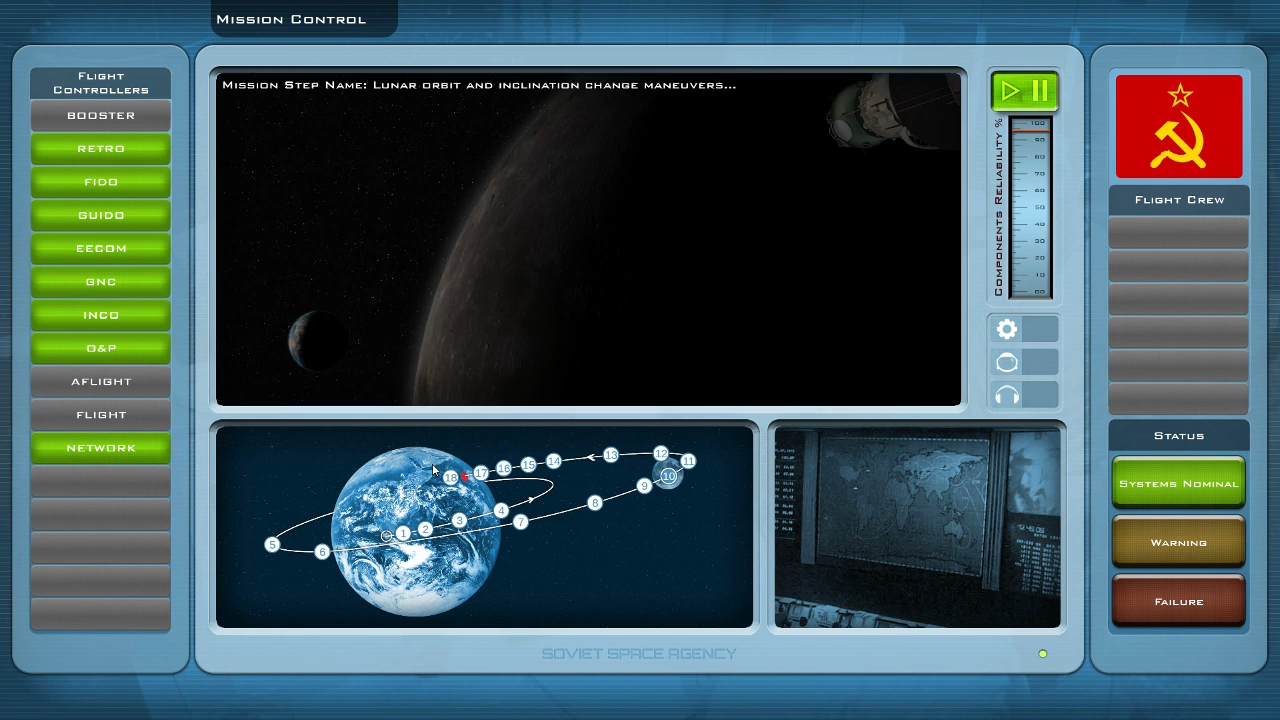 Mission Control
Flight
Controllers
BOOSTER
RETRO
FIDO
GUIDO
EECOM
GNC
INCO
O&P
AFLIGHT
FLIGHT
NETWORK
Mission Step Name: Lunar orbit and inclination change maneuvers...
Components Reliability %
100
90
80
70
60
50
40
30
20
10
00
Flight Crew
Status
Systems Nominal
Warning
Failure
1
2
3
4
5
6
7
8
9
10
11
12
13
14
15
16
17
18
SOVIET SPACE AGENCY